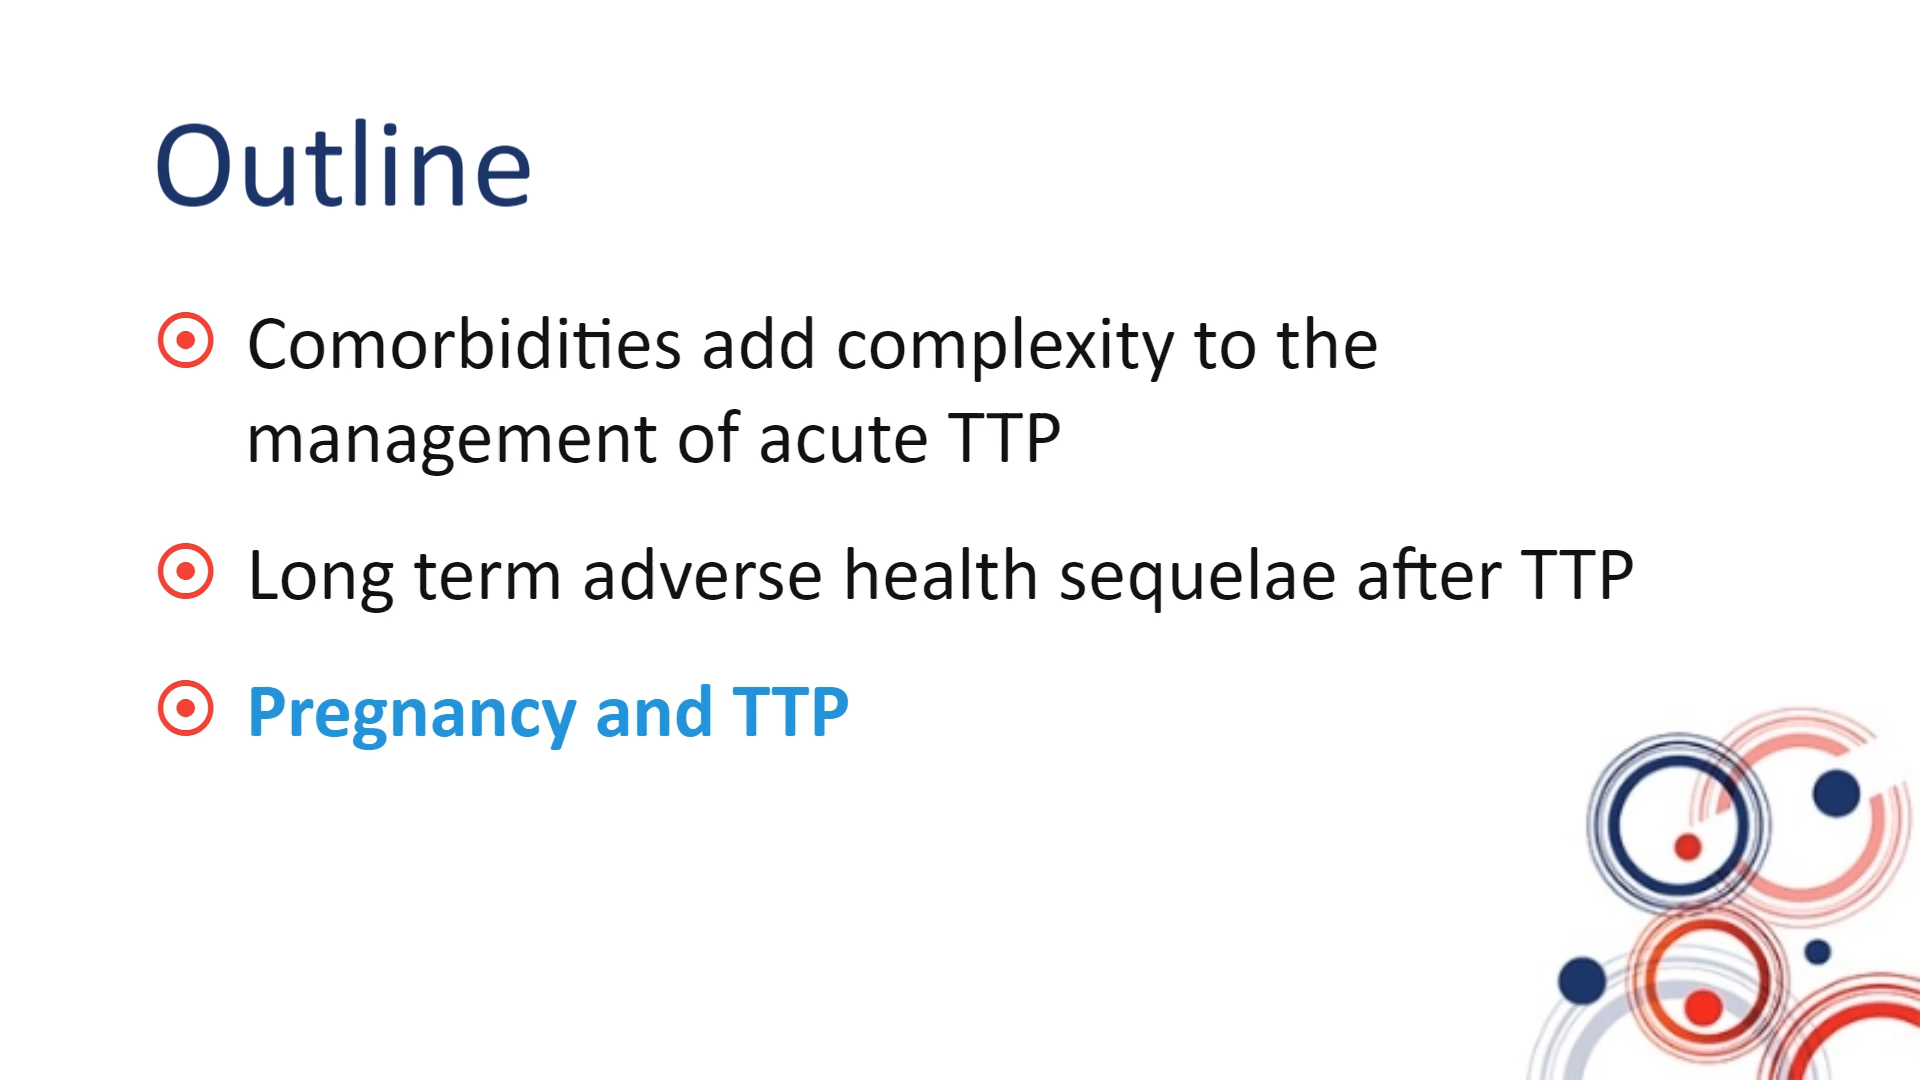 Outline
Comorbidities add complexity to the
management of acute TTP
Long term adverse health sequelae after TTP
Pregnancy and TTP